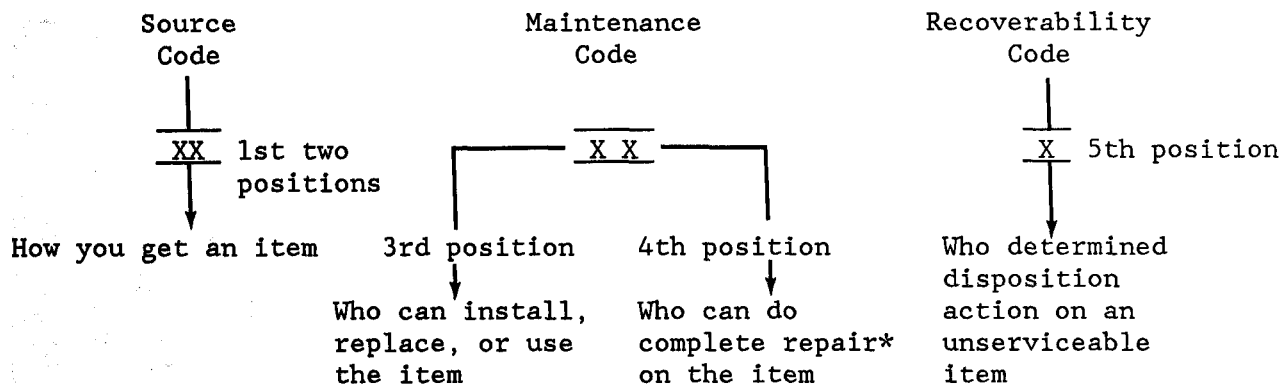 Source
Code
Maintenance
Code
Recoverability
Code
XX 1st two
positions
X X
X 5th position
How you get an item
3rd position
4th position
Who can install,
replace, or use
the item
Who can do
complete repair*
on the item
Who determined
disposition
action on an
unserviceable
item